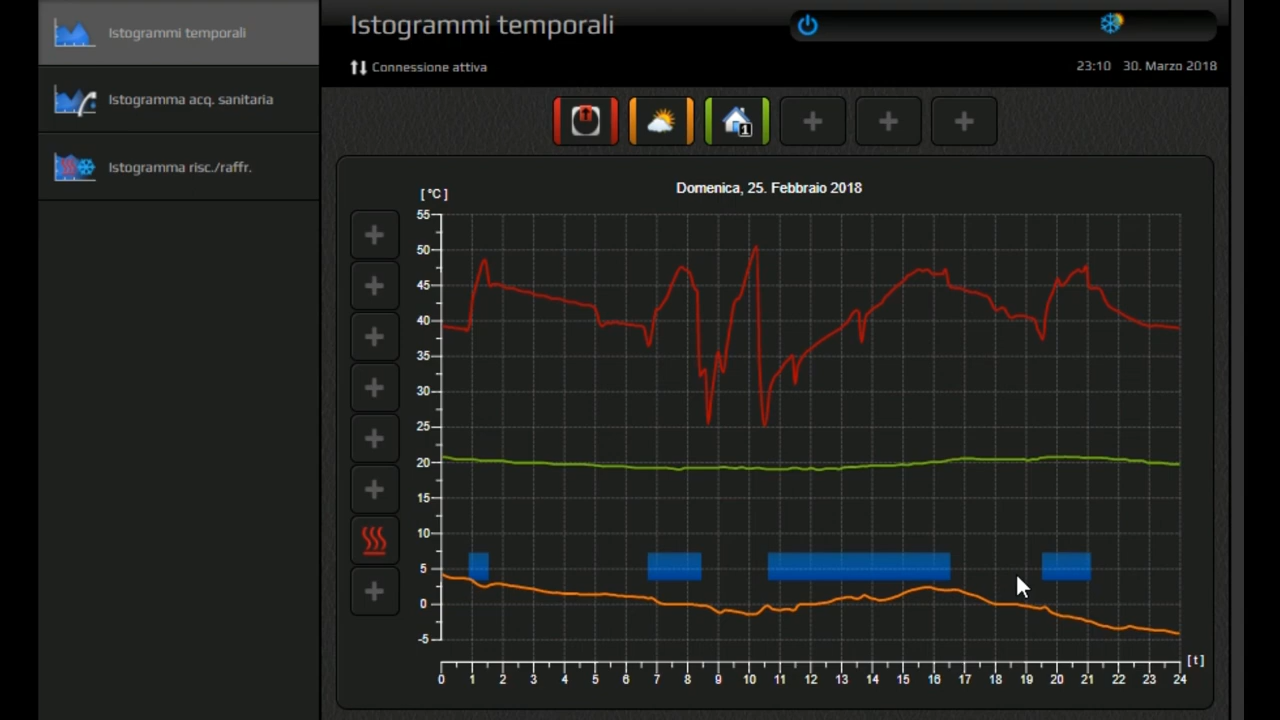 Istogrammi temporali
Istogramma acq. sanitaria
Istogramma risc./raffr.
Istogrammi temporali
Connessione attiva
23:10 30. Marzo 2018
1
[°C]
Domenica, 25. Febbraio 2018
55
50
45
40
35
30
25
20
15
10
5
0
-5
[t]
0 1 2 3 4 5 6 7 8 9 10 11 12 13 14 15 16 17 18 19 20 21 22 23 24